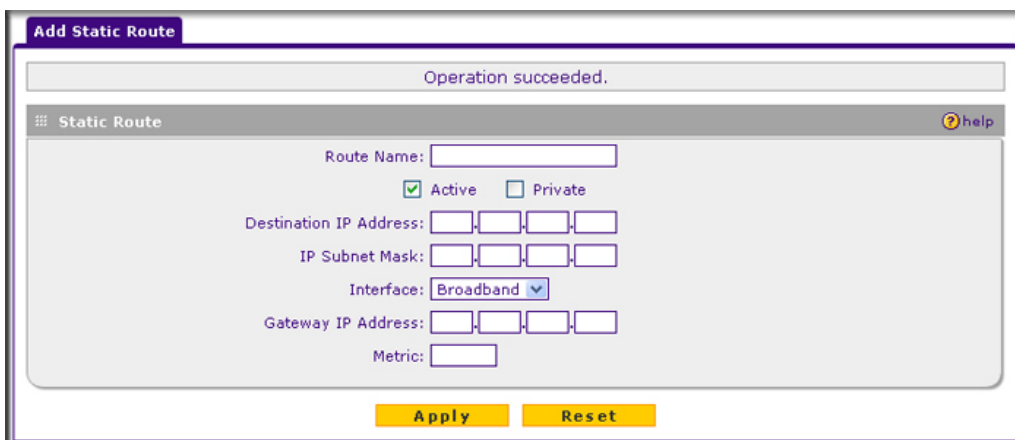 Add Static Route
Operation succeeded.
Static Route
help
Route Name:
Active Private
Destination IP Address:
IP Subnet Mask:
Interface: Broadband
Gateway IP Address:
Metric:
Apply Reset